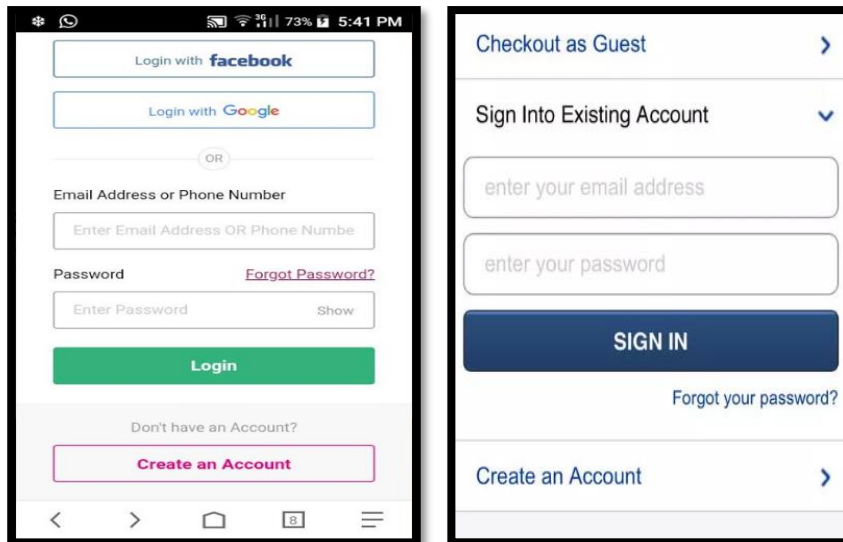 3G 73% 5:41 PM
Login with facebook
Login with Google
OR
Email Address or Phone Number
Enter Email Address OR Phone Numbe
Password Forgot Password?
Enter Password Show
Login
Don't have an Account?
Create an Account
8
Checkout as Guest
Sign Into Existing Account
enter your email address
enter your password
SIGN IN
Forgot your password?
Create an Account